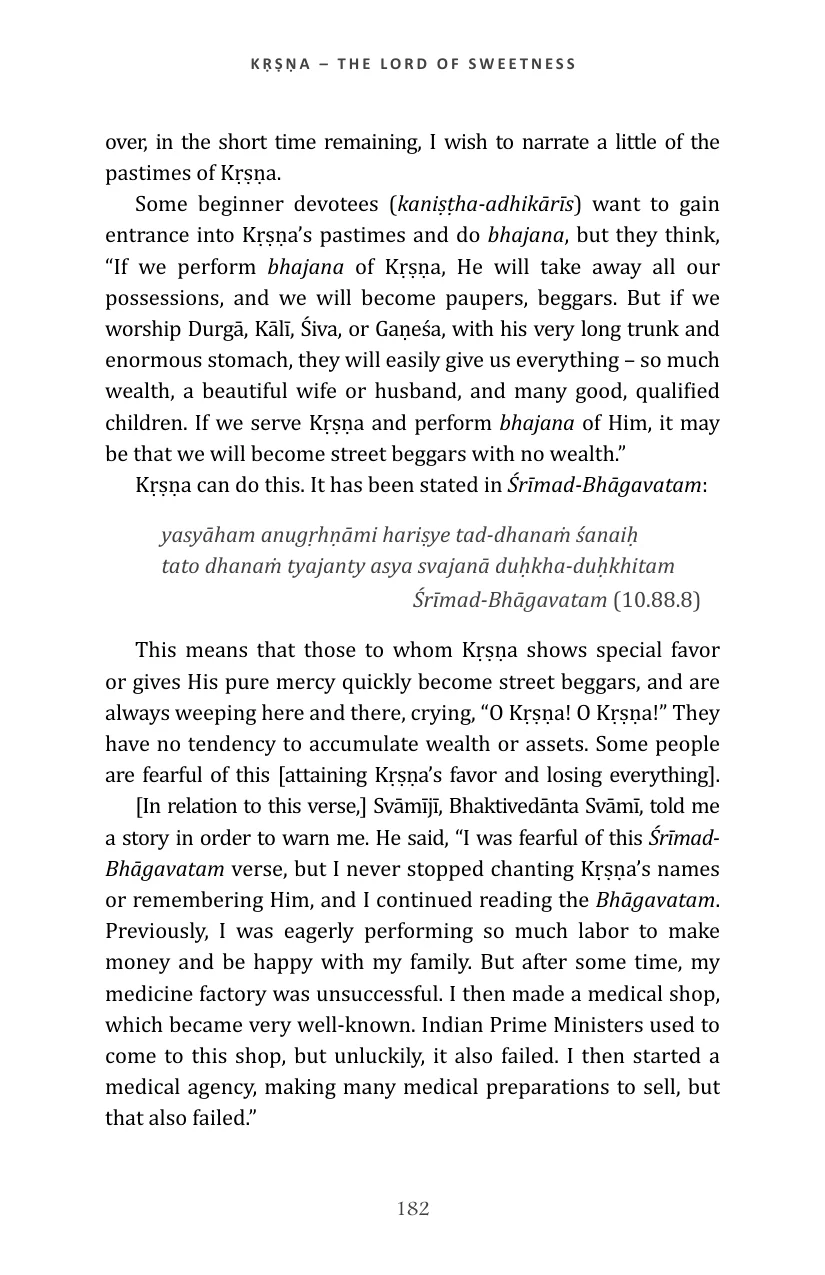 KṚṢṆA – THE LORD OF SWEETNESS
over, in the short time remaining, I wish to narrate a little of the
pastimes of Kṛṣṇa.
Some beginner devotees (kaniṣṭha-adhikārīs) want to gain
entrance into Kṛṣṇa’s pastimes and do bhajana, but they think,
“If we perform bhajana of Kṛṣṇa, He will take away all our
possessions, and we will become paupers, beggars. But if we
worship Durgā, Kālī, Śiva, or Gaṇeśa, with his very long trunk and
enormous stomach, they will easily give us everything – so much
wealth, a beautiful wife or husband, and many good, qualified
children. If we serve Kṛṣṇa and perform bhajana of Him, it may
be that we will become street beggars with no wealth.”
Kṛṣṇa can do this. It has been stated in Śrīmad-Bhāgavatam:
yasyāham anugṛhṇāmi hariṣye tad-dhanaṁ śanaiḥ
tato dhanaṁ tyajanty asya svajanā duḥkha-duḥkhitam
Śrīmad-Bhāgavatam (10.88.8)
This means that those to whom Kṛṣṇa shows special favor
or gives His pure mercy quickly become street beggars, and are
always weeping here and there, crying, “O Kṛṣṇa! O Kṛṣṇa!” They
have no tendency to accumulate wealth or assets. Some people
are fearful of this [attaining Kṛṣṇa’s favor and losing everything].
[In relation to this verse,] Svāmījī, Bhaktivedānta Svāmī, told me
a story in order to warn me. He said, “I was fearful of this Śrīmad-
Bhāgavatam verse, but I never stopped chanting Kṛṣṇa’s names
or remembering Him, and I continued reading the Bhāgavatam.
Previously, I was eagerly performing so much labor to make
money and be happy with my family. But after some time, my
medicine factory was unsuccessful. I then made a medical shop,
which became very well-known. Indian Prime Ministers used to
come to this shop, but unluckily, it also failed. I then started a
medical agency, making many medical preparations to sell, but
that also failed.”
182